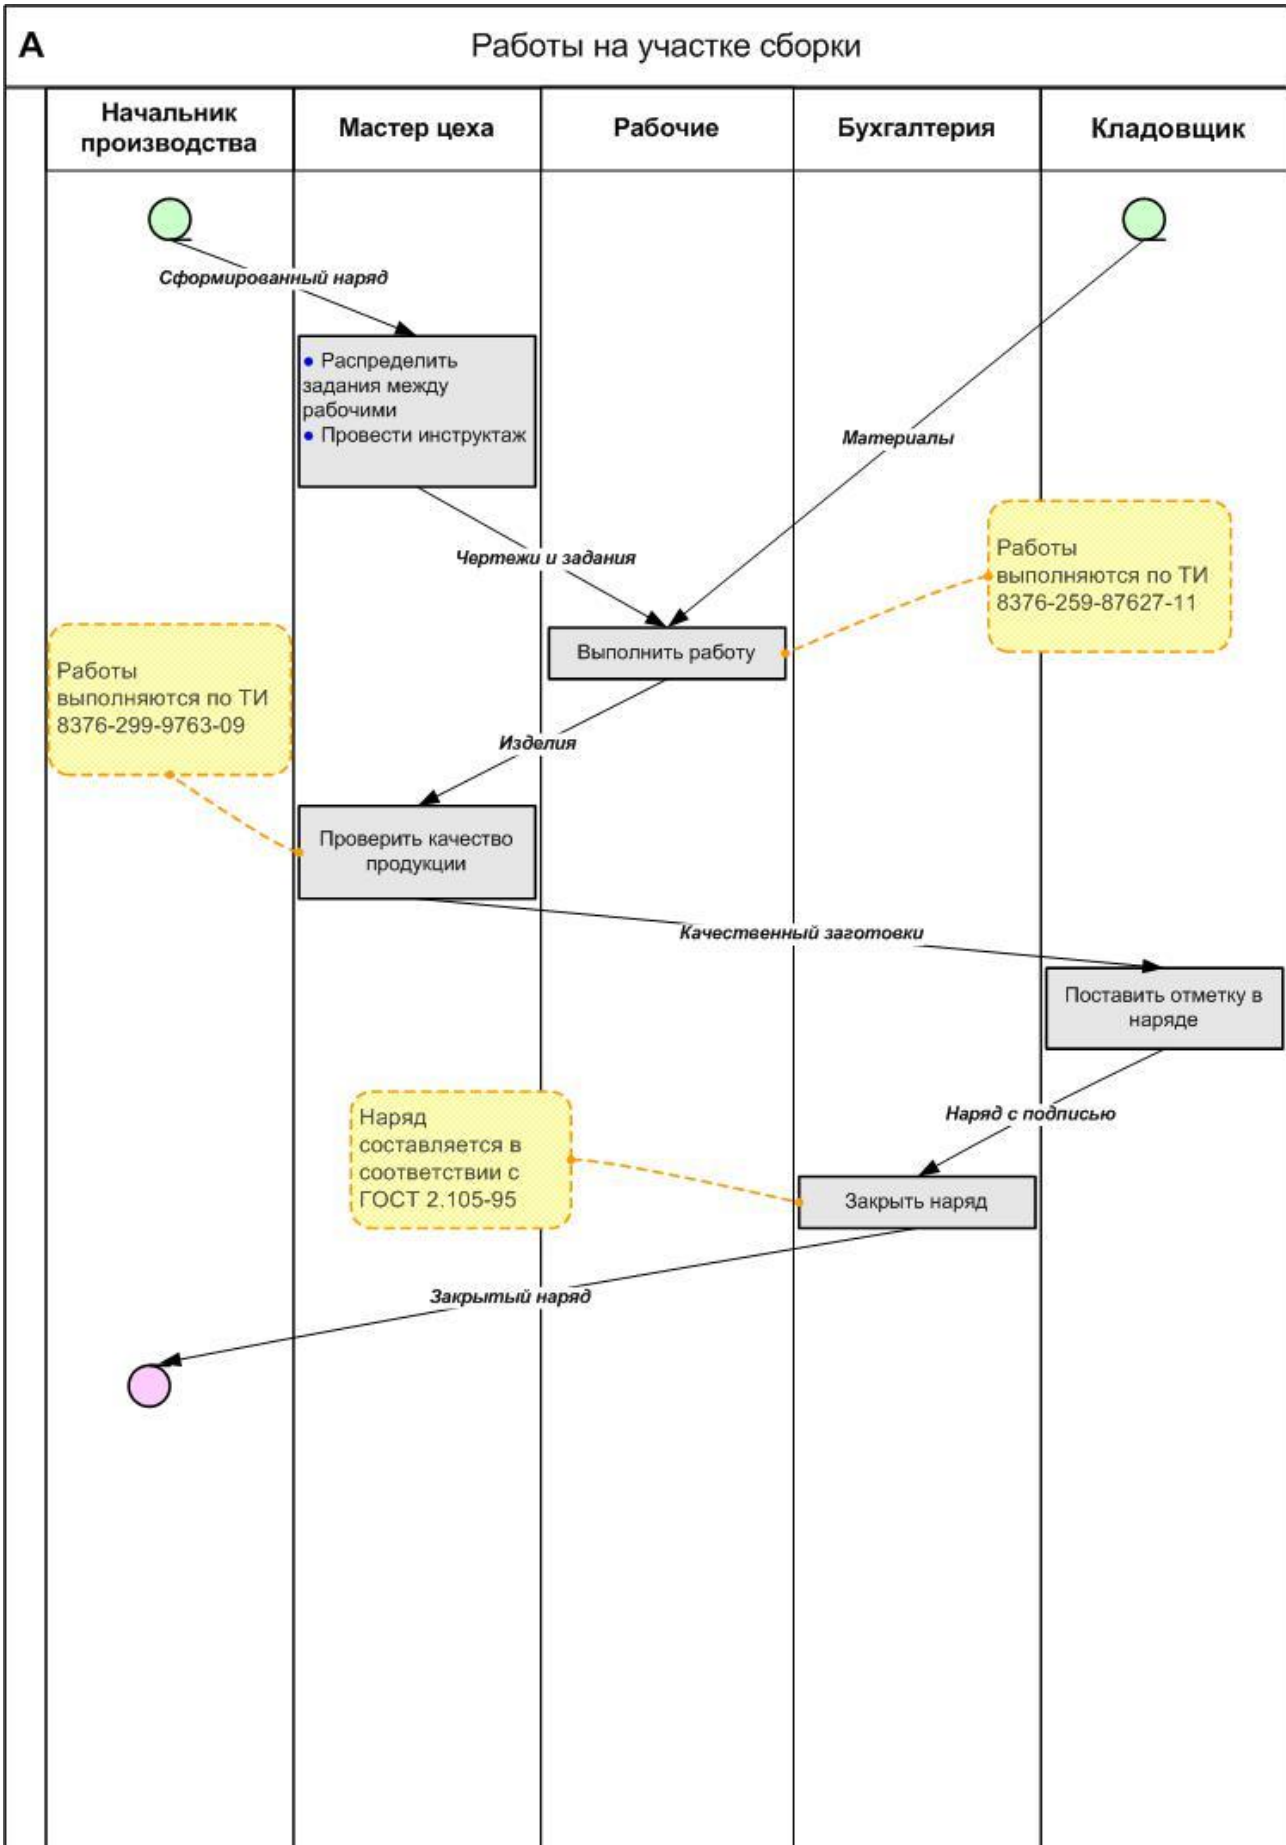 А
Работы на участке сборки
Начальник
производства
Мастер цеха
Рабочие
Бухгалтерия
Кладовщик
Сформированный наряд
• Распределить
задания между
рабочими
• Провести инструктаж
Материалы
Чертежи и задания
Работы
выполняются по ТИ
8376-259-87627-11
Выполнить работу
Работы
выполняются по ТИ
8376-299-9763-09
Изделия
Проверить качество
продукции
Качественный заготовки
Поставить отметку в
наряде
Наряд
составляется в
соответствии с
ГОСТ 2.105-95
Наряд с подписью
Закрыть наряд
Закрытый наряд